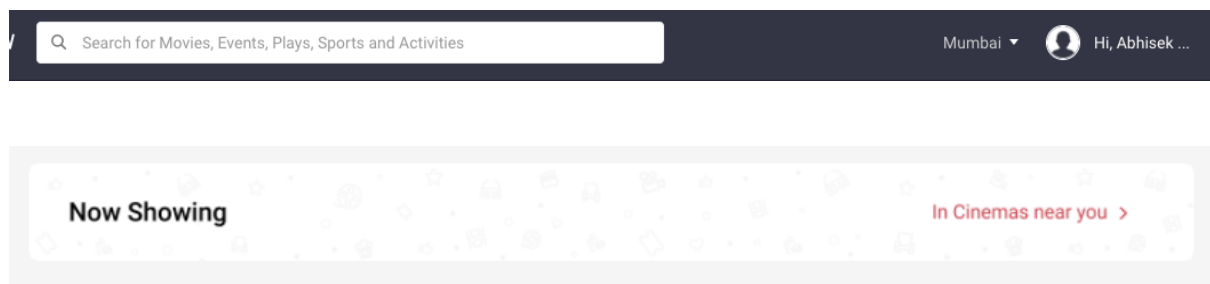 Search for Movies, Events, Plays, Sports and Activities
Mumbai
Hi, Abhisek ...
Now Showing
In Cinemas near you